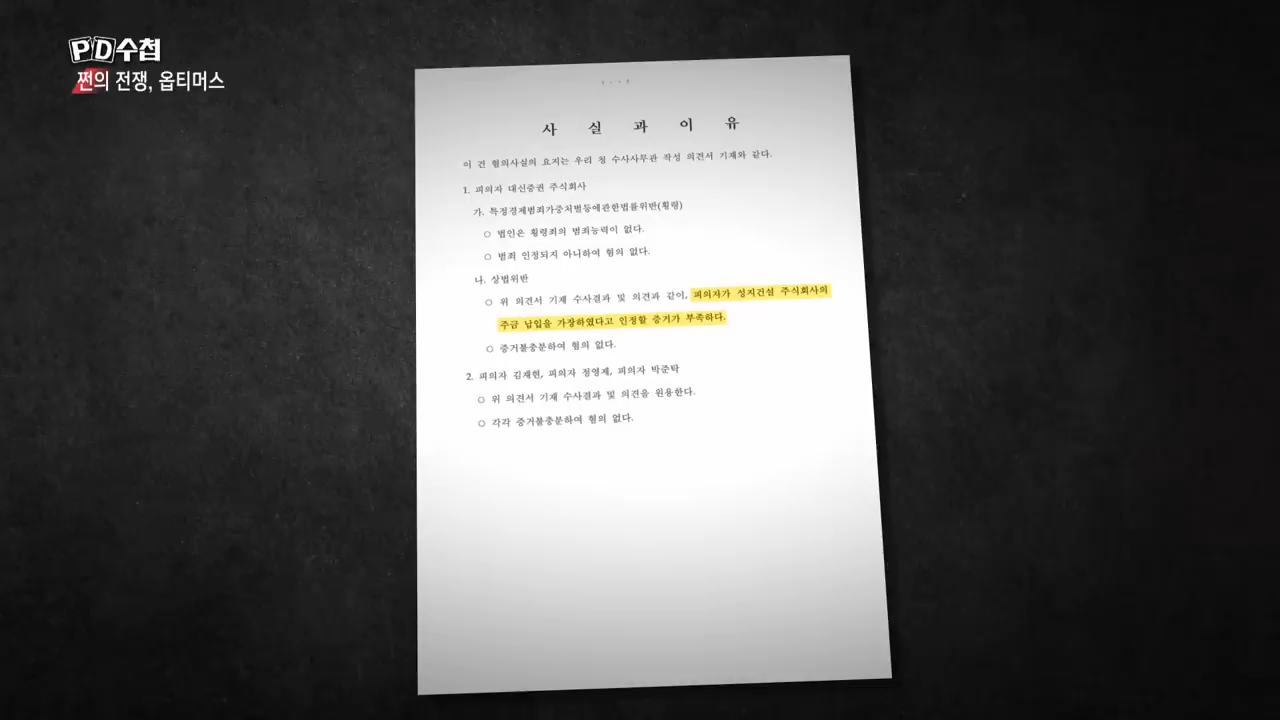 PD수첩
쩐의 전쟁, 옵티머스
사 실 과 이 유
이 건 혐의사실의 요지는 우리 청 수사사무관 작성 의견서 기재와 같다.
1. 피의자 대신증권 주식회사
가. 특정경제범죄가중처벌등에관한법률위반(횡령)
○ 법인은 횡령죄의 범죄능력이 없다.
○ 범죄 인정되지 아니하여 혐의 없다.
나. 상법위반
○ 위 의견서 기재 수사결과 및 의견과 같이, 피의자가 성지건설 주식회사의
주금 납입을 가장하였다고 인정할 증거가 부족하다.
○ 증거불충분하여 혐의 없다.
2. 피의자 김재현, 피의자 정영제, 피의자 박준탁
○ 위 의견서 기재 수사결과 및 의견을 원용한다.
○ 각각 증거불충분하여 혐의 없다.